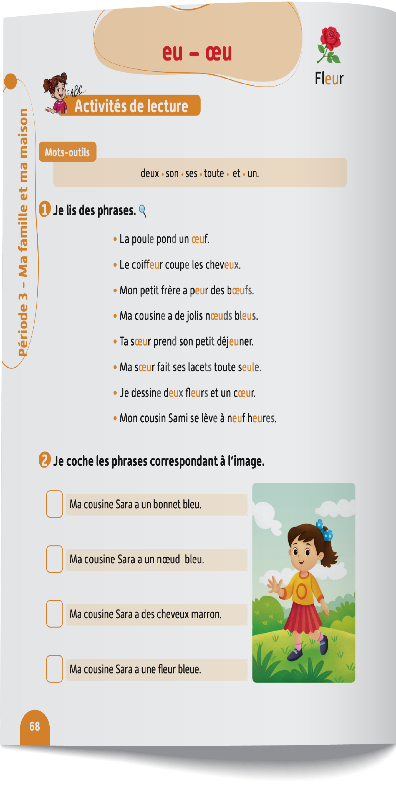 eu – œu
Fleur
Activités de lecture
Période 3 – Ma famille et ma maison
Mots-outils
deux • son • ses • toute • et • un.
1 Je lis des phrases.
• La poule pond un œuf.
• Le coiffeur coupe les cheveux.
• Mon petit frère a peur des bœufs.
• Ma cousine a de jolis nœuds bleus.
• Ta sœur prend son petit déjeuner.
• Ma sœur fait ses lacets toute seule.
• Je dessine deux fleurs et un cœur.
• Mon cousin Sami se lève à neuf heures.
2 Je coche les phrases correspondant à l'image.
Ma cousine Sara a un bonnet bleu.
Ma cousine Sara a un nœud bleu.
Ma cousine Sara a des cheveux marron.
Ma cousine Sara a une fleur bleue.
68